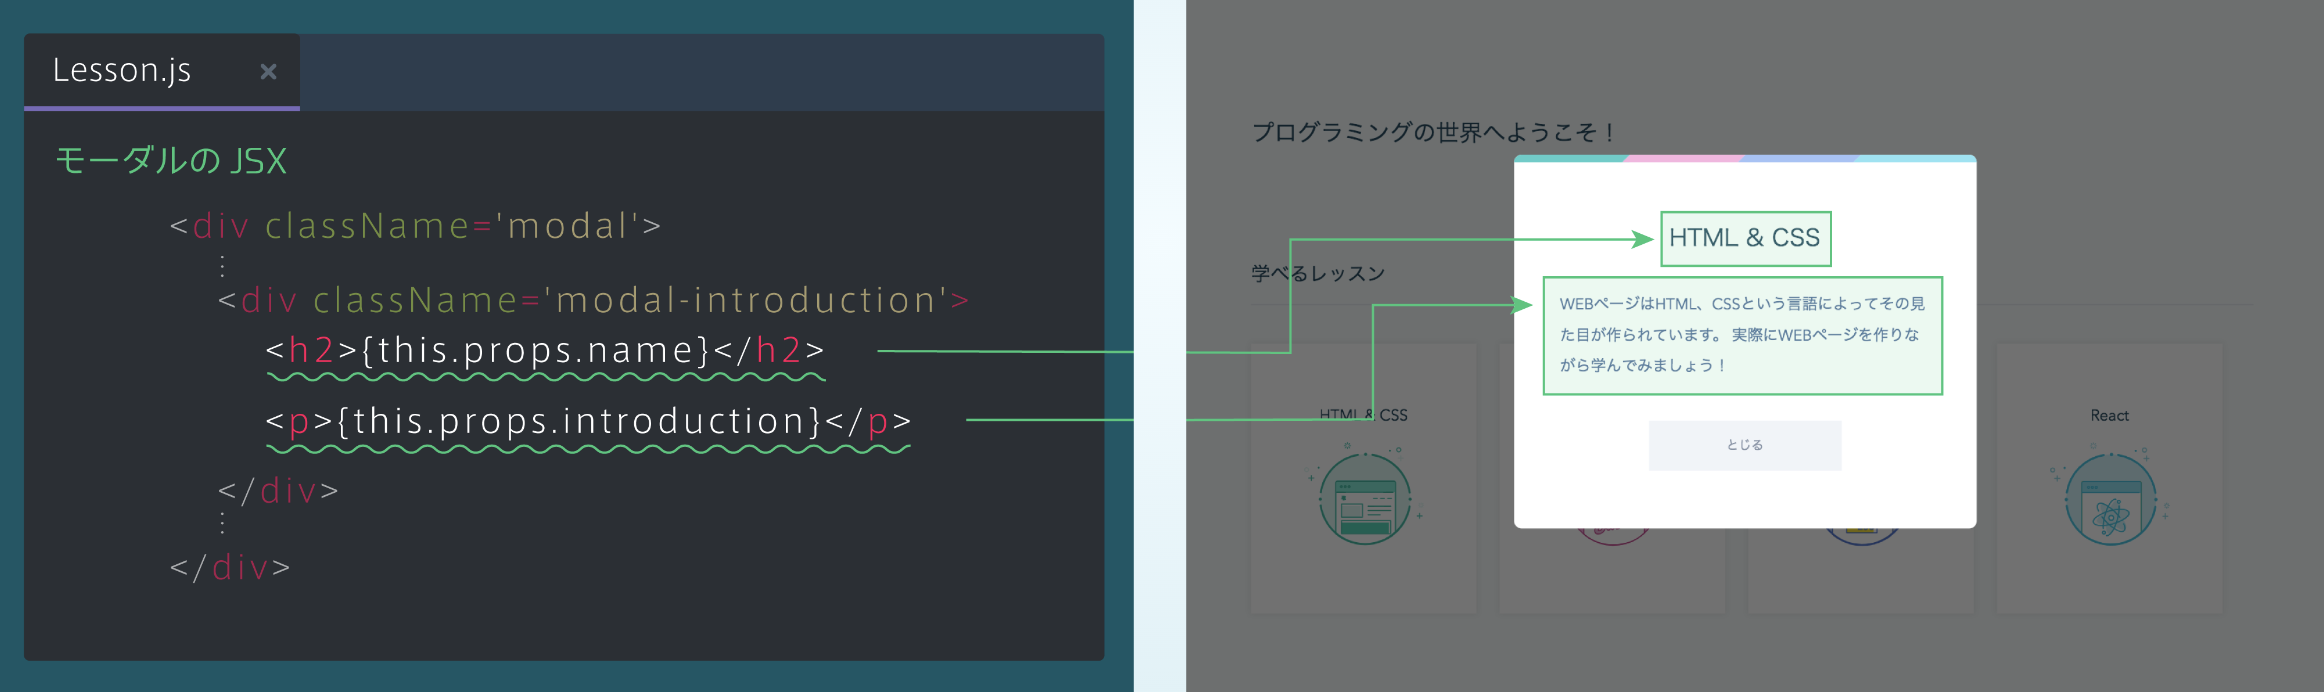 Lesson.js ×
モーダルの JSX
<div className='modal'>
⋮
<div className='modal-introduction'>
<h2>{this.props.name}</h2>
<p>{this.props.introduction}</p>
</div>
⋮
</div>
プログラミングの世界へようこそ！
学べるレッスン
HTML & CSS
WEBページはHTML、CSSという言語によってその見
た目が作られています。 実際にWEBページを作りな
がら学んでみましょう！
とじる
HTML & CSS
React